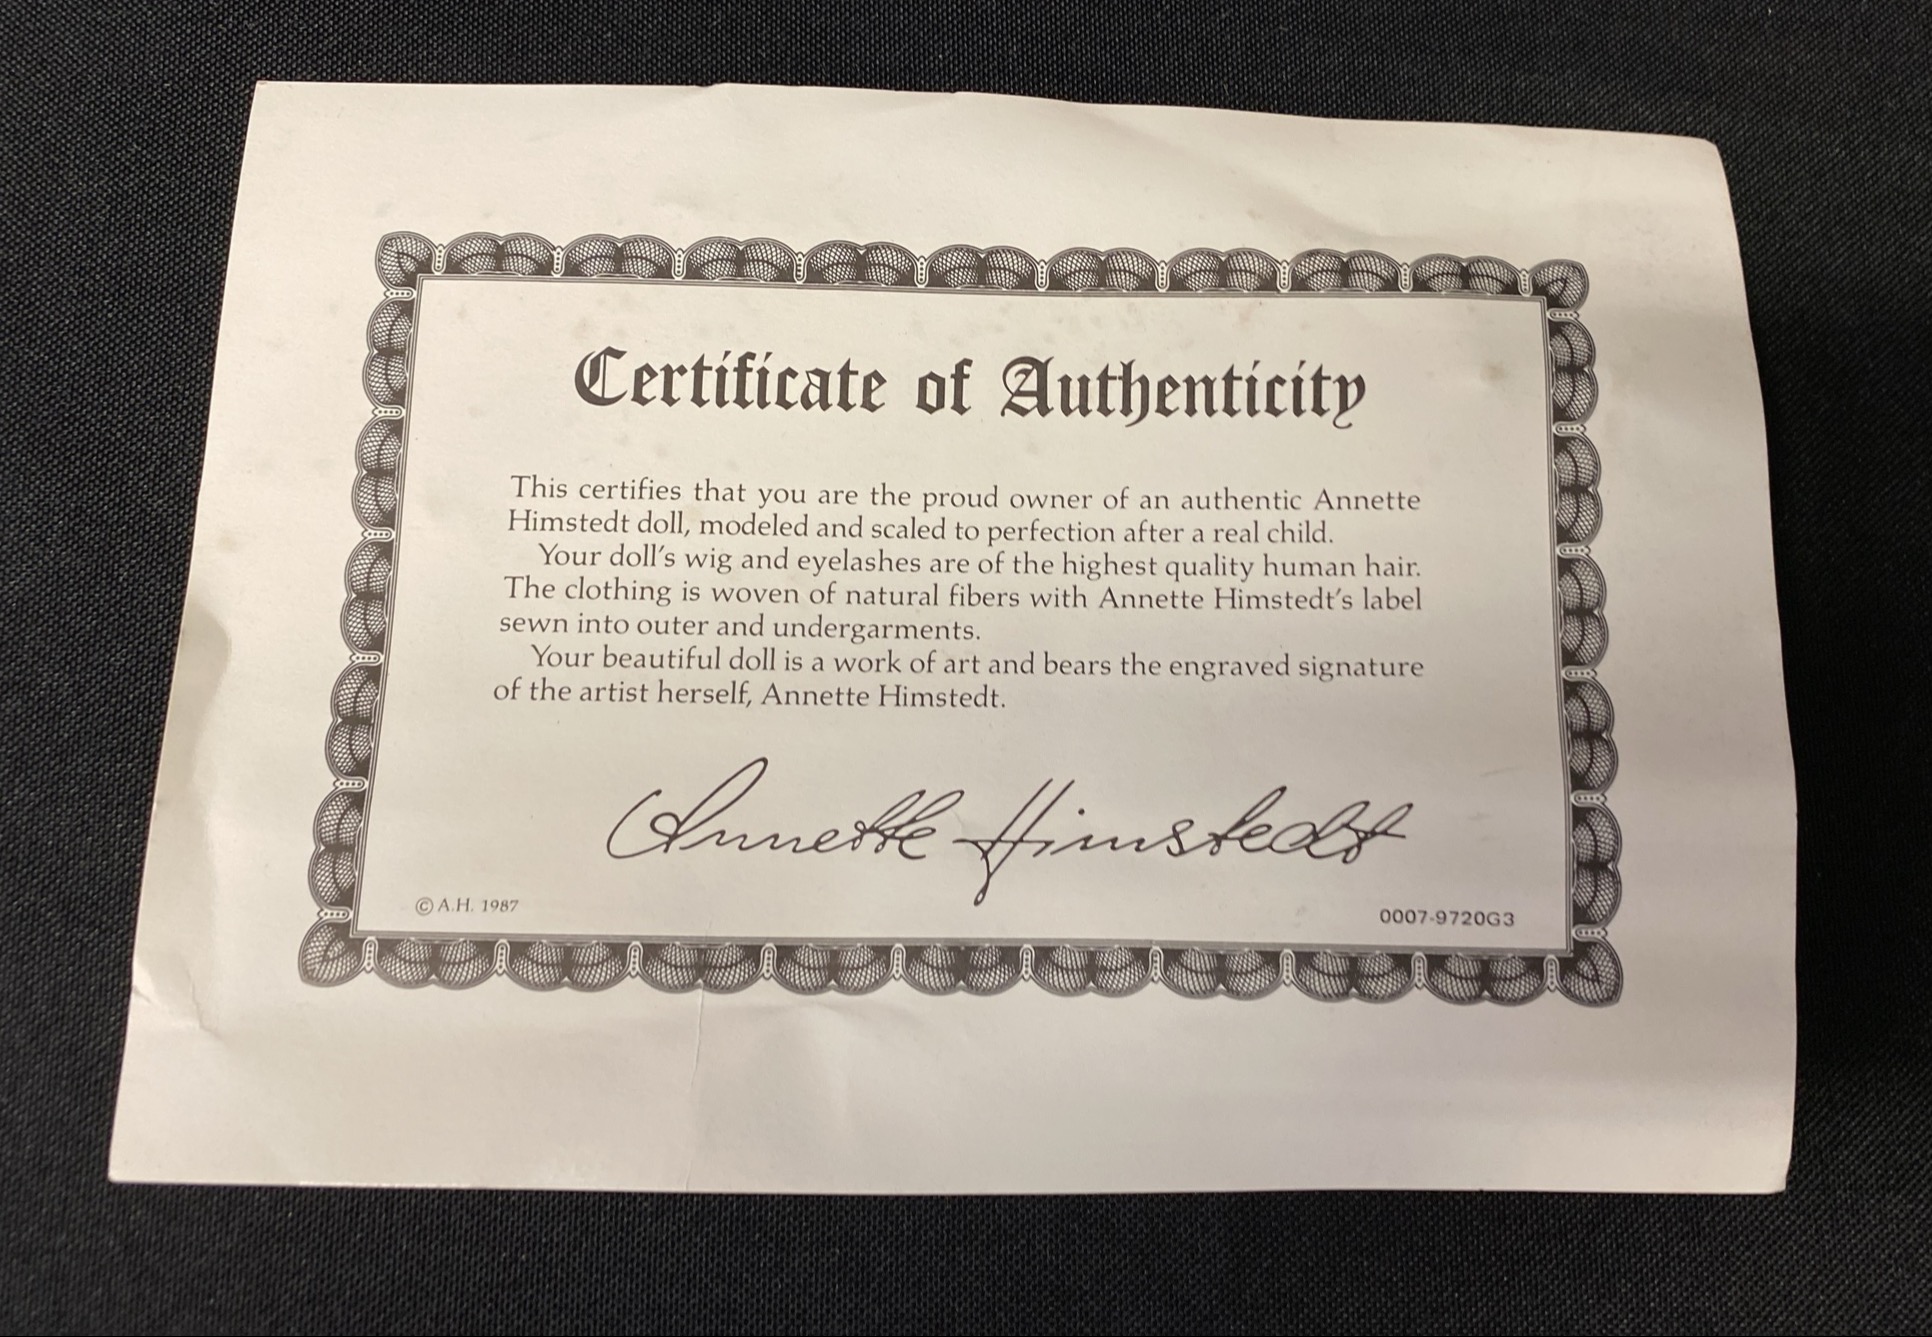 Certificate of Authenticity
This certifies that you are the proud owner of an authentic Annette
Himstedt doll, modeled and scaled to perfection after a real child.
Your doll's wig and eyelashes are of the highest quality human hair.
The clothing is woven of natural fibers with Annette Himstedt's label
sewn into outer and undergarments.
Your beautiful doll is a work of art and bears the engraved signature
of the artist herself, Annette Himstedt.
Annette Himstedt
© A.H. 1987
0007-9720G3